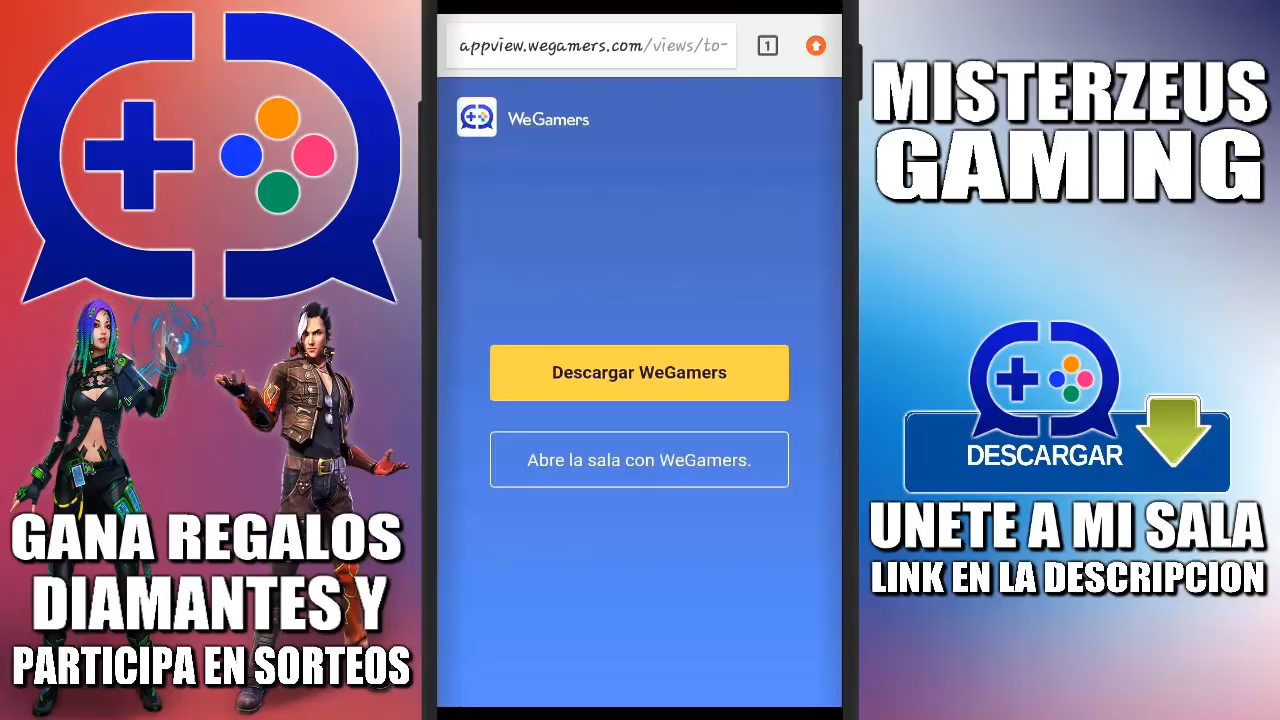 GANA REGALOS
DIAMANTES Y
PARTICIPA EN SORTEOS
appview.wegamers.com/views/to-
1
WeGamers
Descargar WeGamers
Abre la sala con WeGamers.
MISTERZEUS
GAMING
DESCARGAR
UNETE A MI SALA
LINK EN LA DESCRIPCION